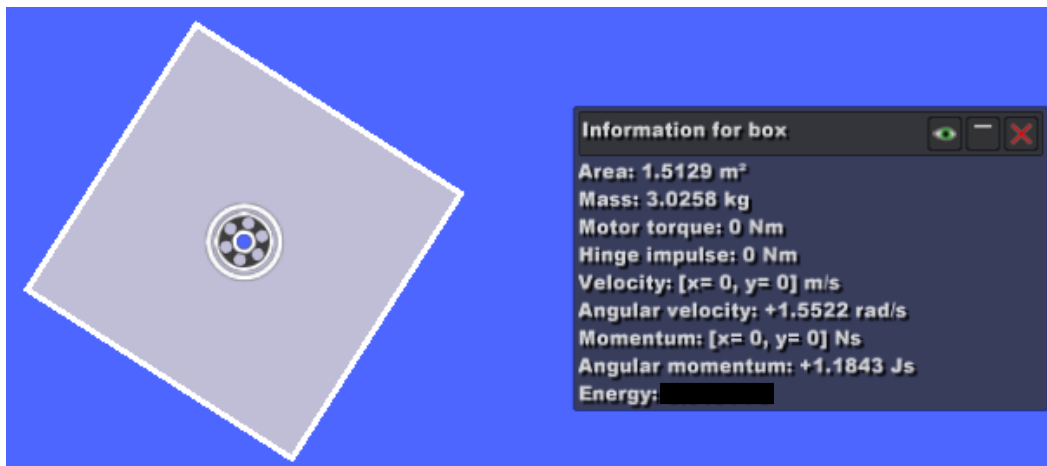 Information for box
Area: 1.5129 m²
Mass: 3.0258 kg
Motor torque: 0 Nm
Hinge impulse: 0 Nm
Velocity: [x= 0, y= 0] m/s
Angular velocity: +1.5522 rad/s
Momentum: [x= 0, y= 0] Ns
Angular momentum: +1.1843 Js
Energy: